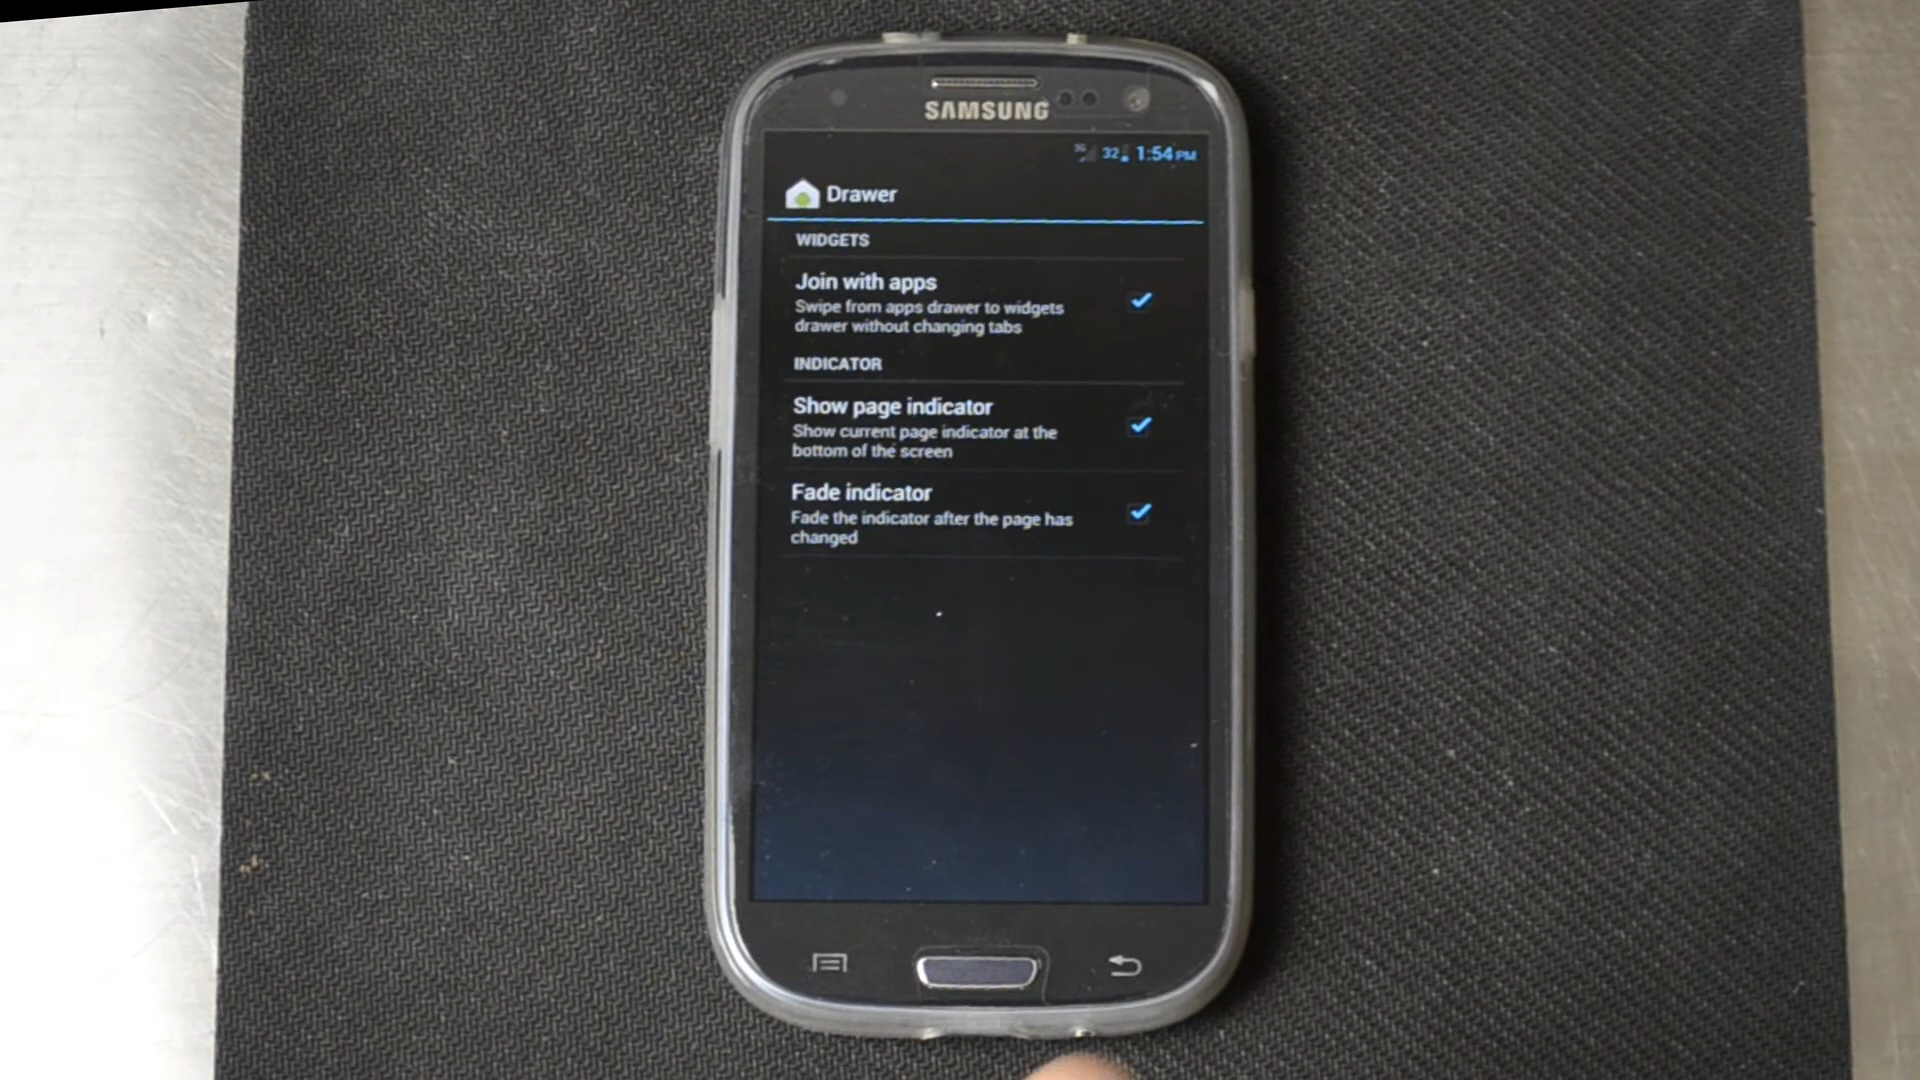 SAMSUNG
3G 32 1:54 PM
Drawer
WIDGETS
Join with apps
Swipe from apps drawer to widgets
drawer without changing tabs
INDICATOR
Show page indicator
Show current page indicator at the
bottom of the screen
Fade indicator
Fade the indicator after the page has
changed